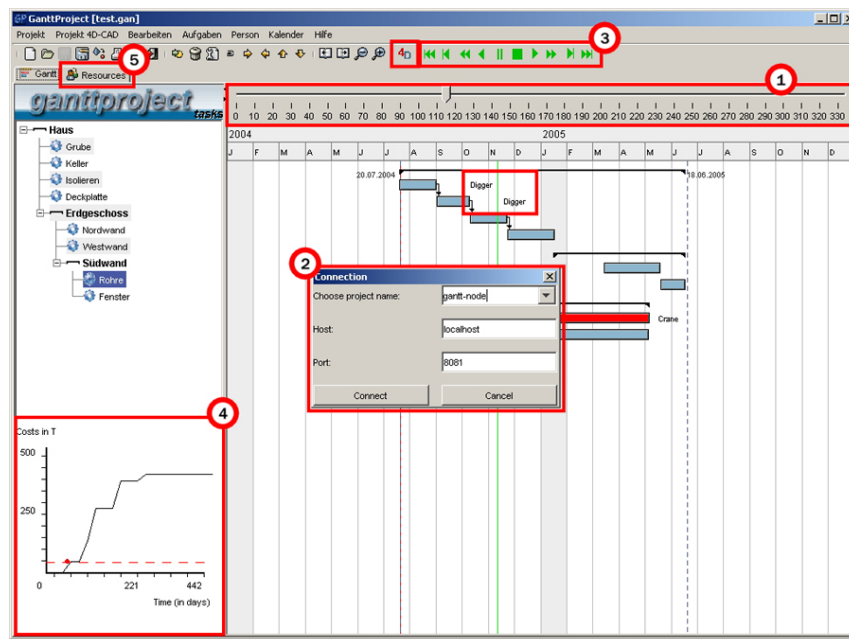 GanttProject [test.gan]
Projekt Projekt 4D-CAD Bearbeiten Aufgaben Person Kalender Hilfe
4D
3
5
Gantt Resources
1
ganttproject
tasks
0 10 20 30 40 50 60 70 80 90 100 110 120 130 140 150 160 170 180 190 200 210 220 230 240 250 260 270 280 290 300 310 320 330
2004 2005
J F M A M J J A S O N D J F M A M J J A S O N D
Haus
Grube
Keller
Isolieren
Deckplatte
Erdgeschoss
Nordwand
Westwand
Südwand
Rohre
Fenster
20.07.2004
18.06.2005
Digger
Digger
2
Connection
Choose project name: gantt-node
Host: localhost
Port: 8081
Connect Cancel
Crane
4
Costs in T
500
250
0 221 442
Time (in days)